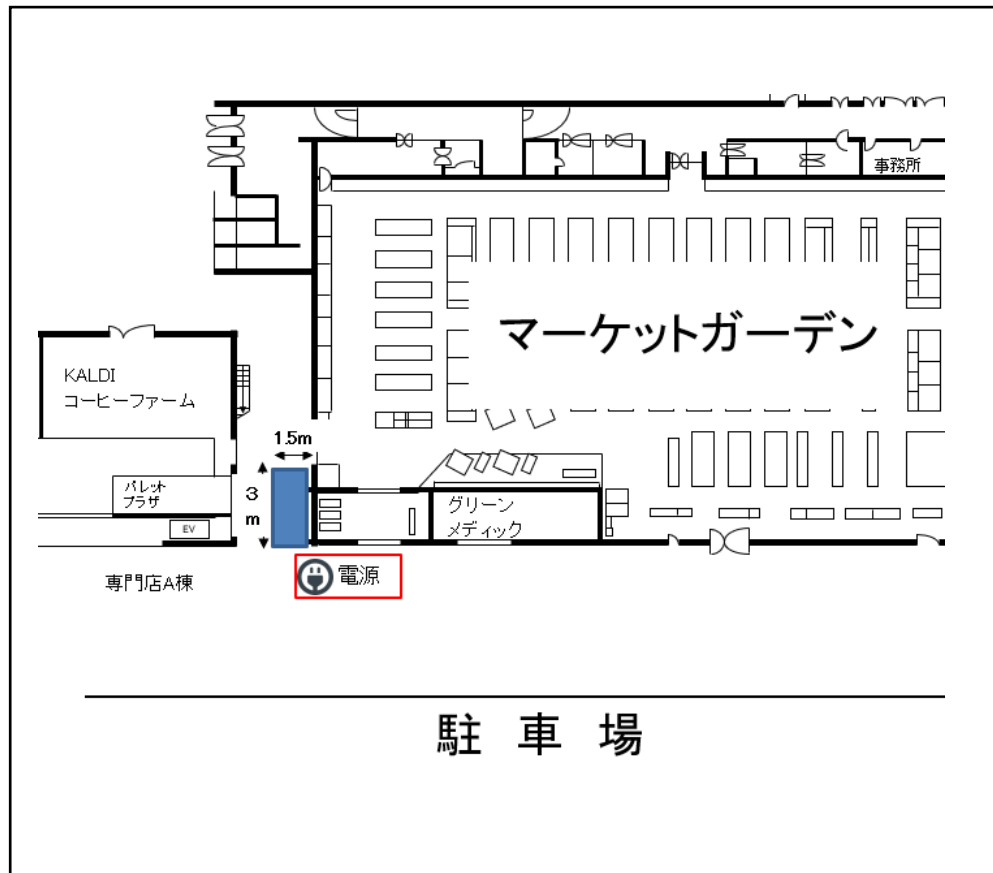 事務所
マーケットガーデン
KALDI
コーヒーファーム
1.5m
3
m
パレット
プラザ
EV
グリーン
メディック
電源
専門店A棟
駐車場